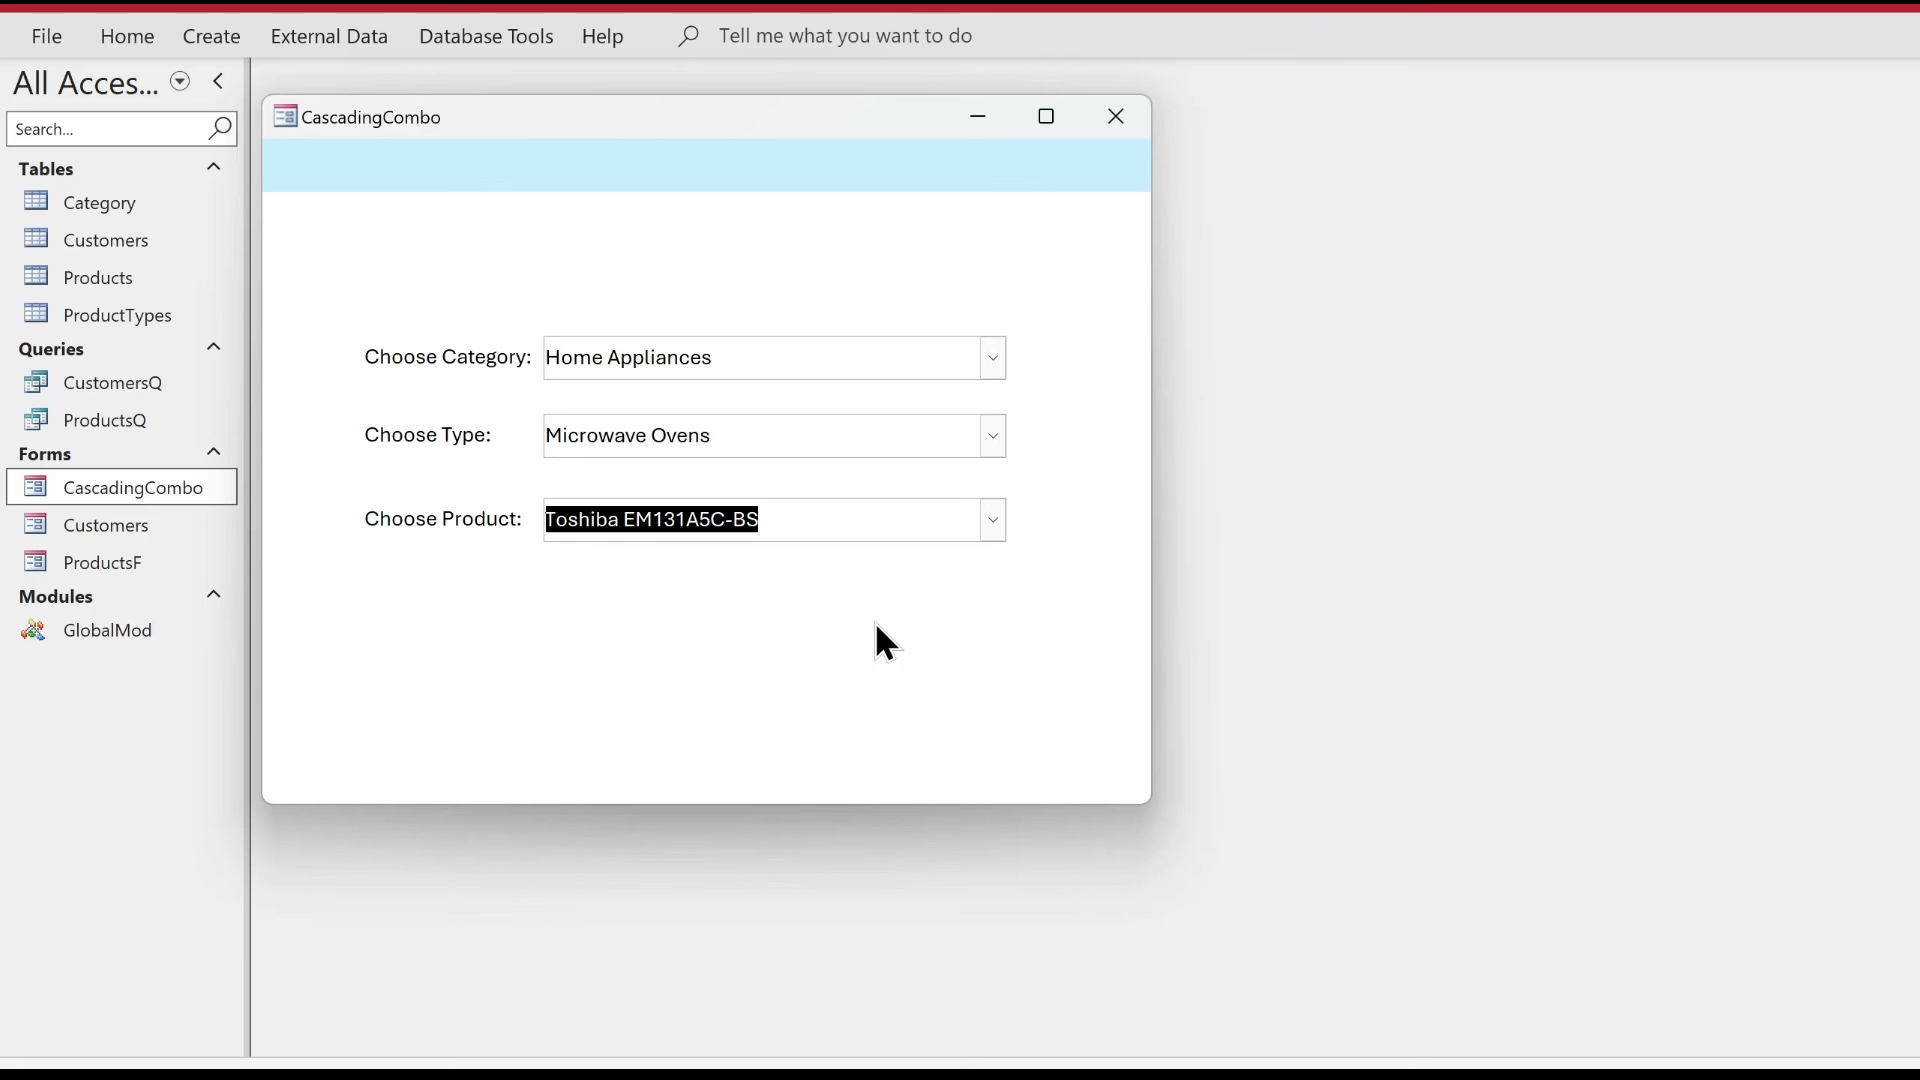 File Home Create External Data Database Tools Help Tell me what you want to do
All Acces...
Search...
Tables
Category
Customers
Products
ProductTypes
Queries
CustomersQ
ProductsQ
Forms
CascadingCombo
Customers
ProductsF
Modules
GlobalMod
CascadingCombo
Choose Category: Home Appliances
Choose Type: Microwave Ovens
Choose Product: Toshiba EM131A5C-BS